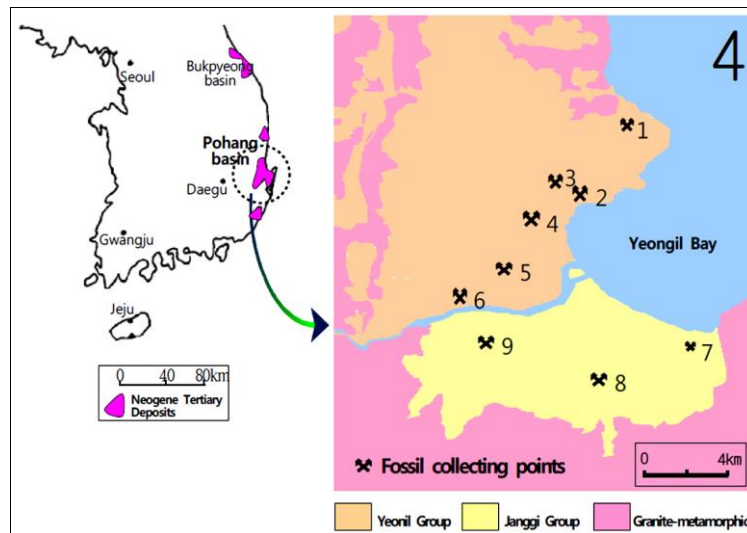 Seoul
Bukpyeong
basin
Pohang
basin
Daegu
Gwangju
Jeju
0 40 80km
Neogene Tertiary
Deposits
4
1
3
2
4
Yeongil Bay
5
6
7
9
8
Fossil collecting points
0 4km
Yeonil Group
Janggi Group
Granite-metamorphic